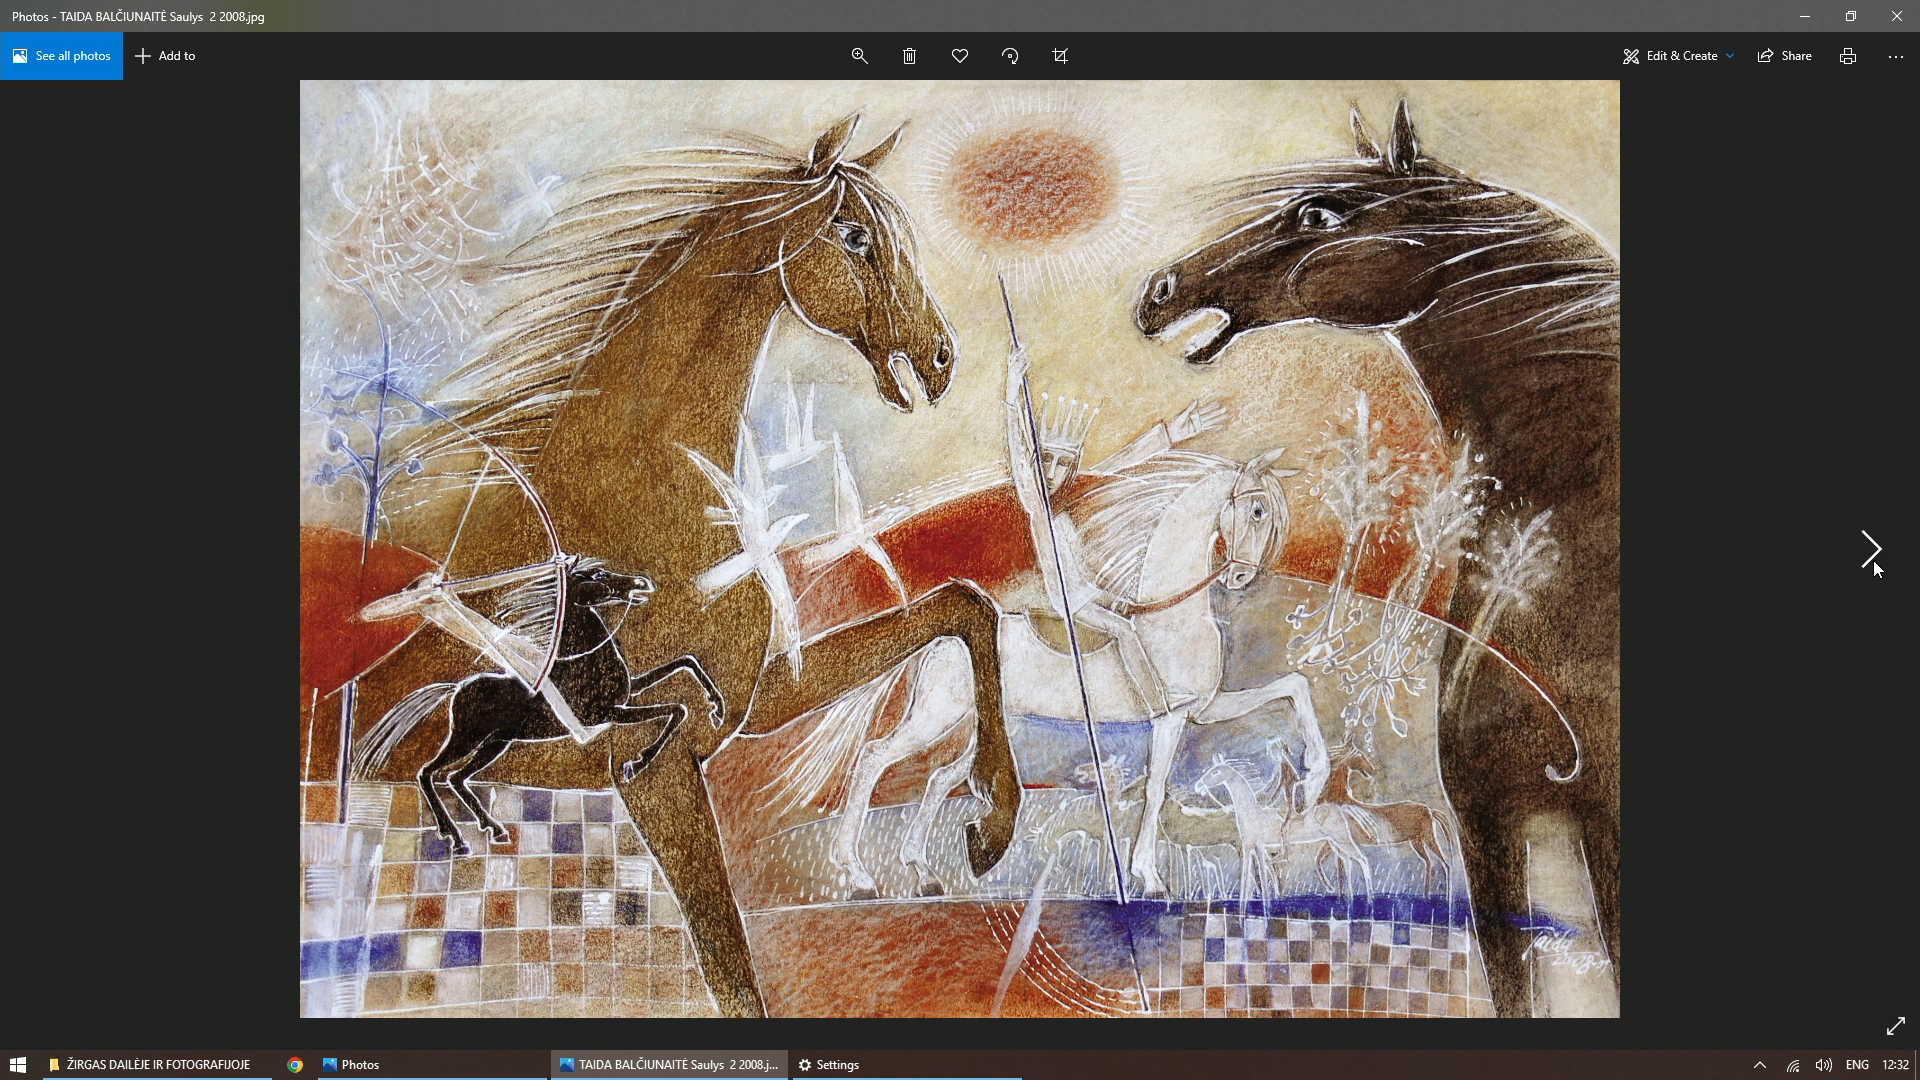 Photos - TAIDA BALČIUNAITĖ Saulys 2 2008.jpg
See all photos
Add to
Edit & Create
Share
Taida
ŽIRGAS DAILĖJE IR FOTOGRAFIJOJE
Photos
TAIDA BALČIUNAITĖ Saulys 2 2008.j...
Settings
ENG
12:32